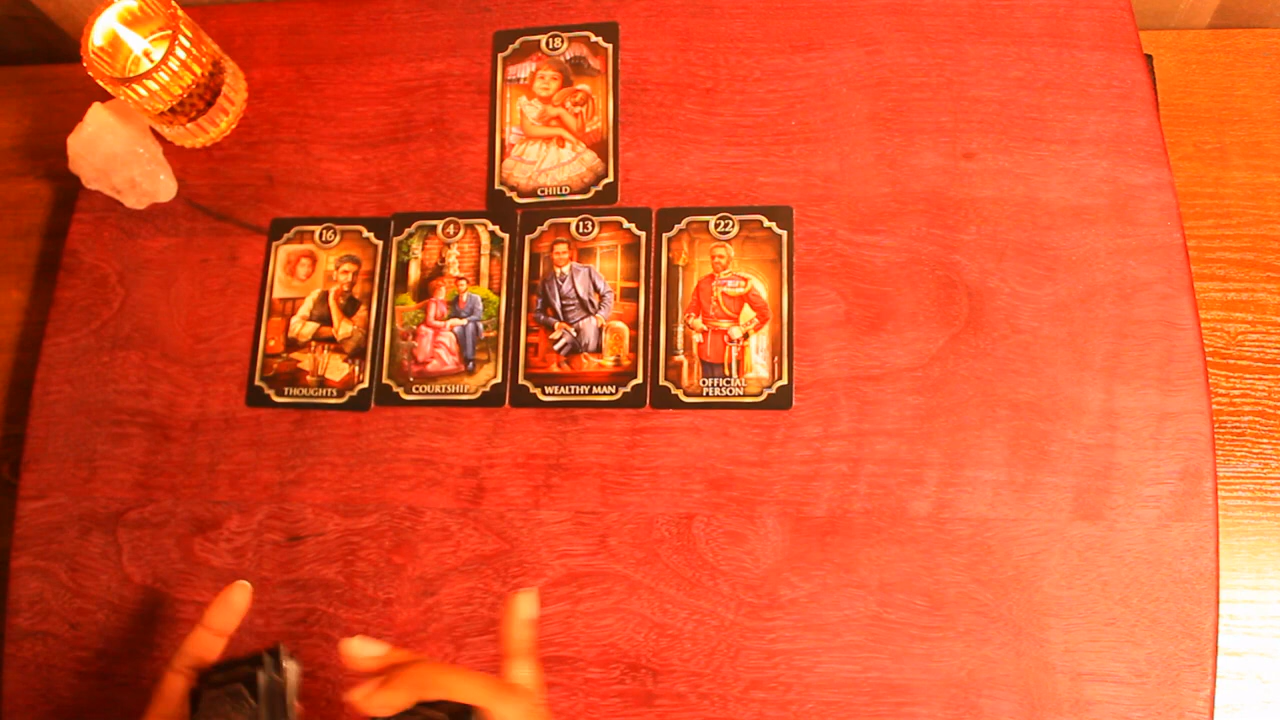 18
CHILD
16
THOUGHTS
4
COURTSHIP
13
WEALTHY MAN
22
OFFICIAL
PERSON